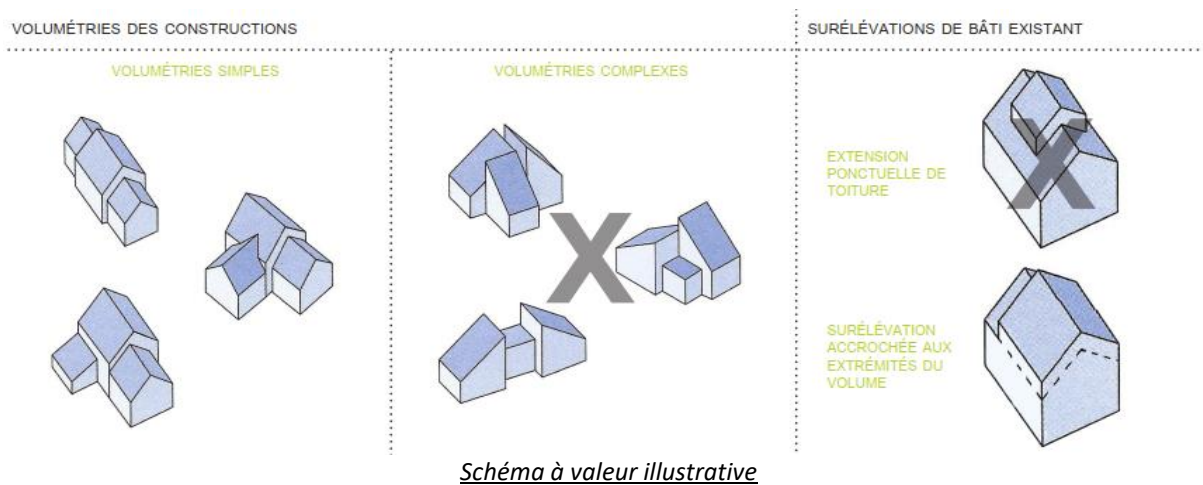 VOLUMÉTRIES DES CONSTRUCTIONS
VOLUMÉTRIES SIMPLES
VOLUMÉTRIES COMPLEXES
X
SURÉLÉVATIONS DE BÂTI EXISTANT
EXTENSION
PONCTUELLE DE
TOITURE
X
SURÉLÉVATION
ACCROCHÉE AUX
EXTRÉMITÉS DU
VOLUME
Schéma à valeur illustrative